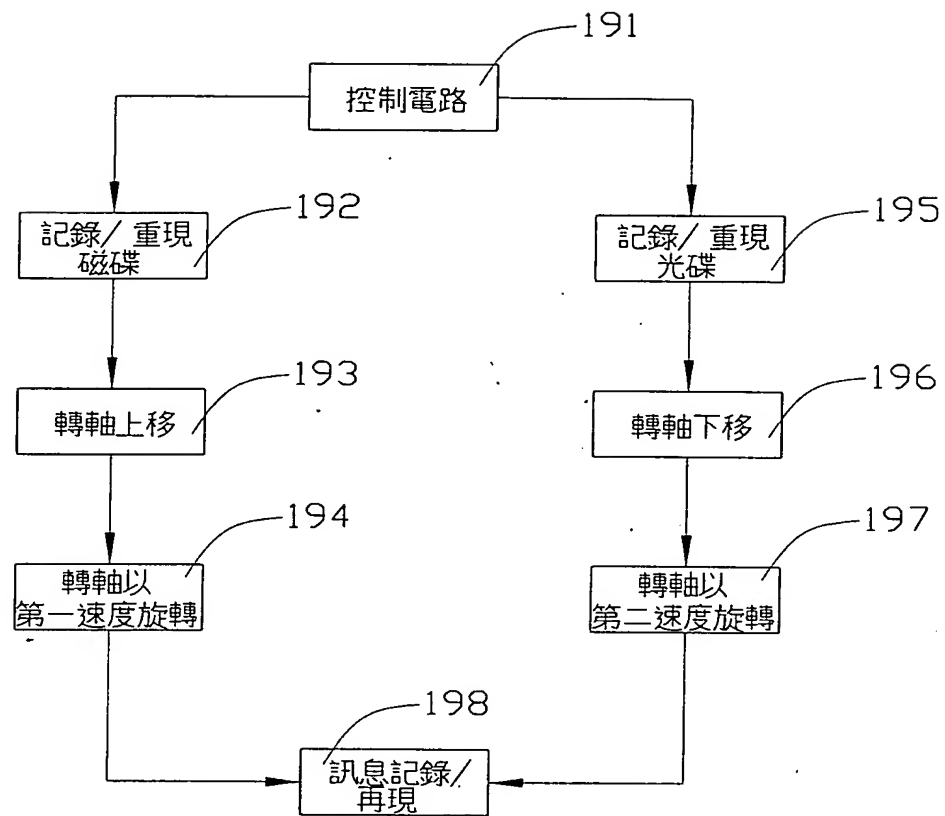 191
控制電路
192
記錄/重現
磁碟
195
記錄/重現
光碟
193
轉軸上移
196
轉軸下移
194
轉軸以
第一速度旋轉
197
轉軸以
第二速度旋轉
198
訊息記錄/
再現